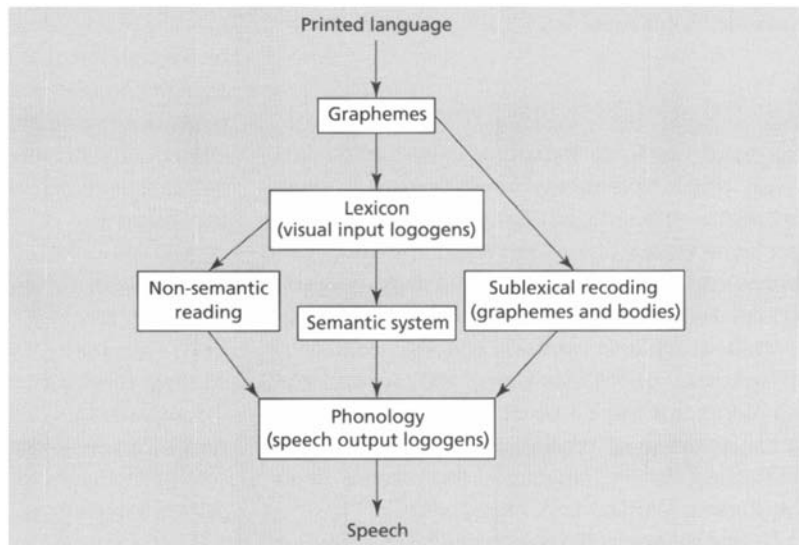 Printed language
Graphemes
Lexicon
(visual input logogens)
Non-semantic
reading
Semantic system
Sublexical recoding
(graphemes and bodies)
Phonology
(speech output logogens)
Speech